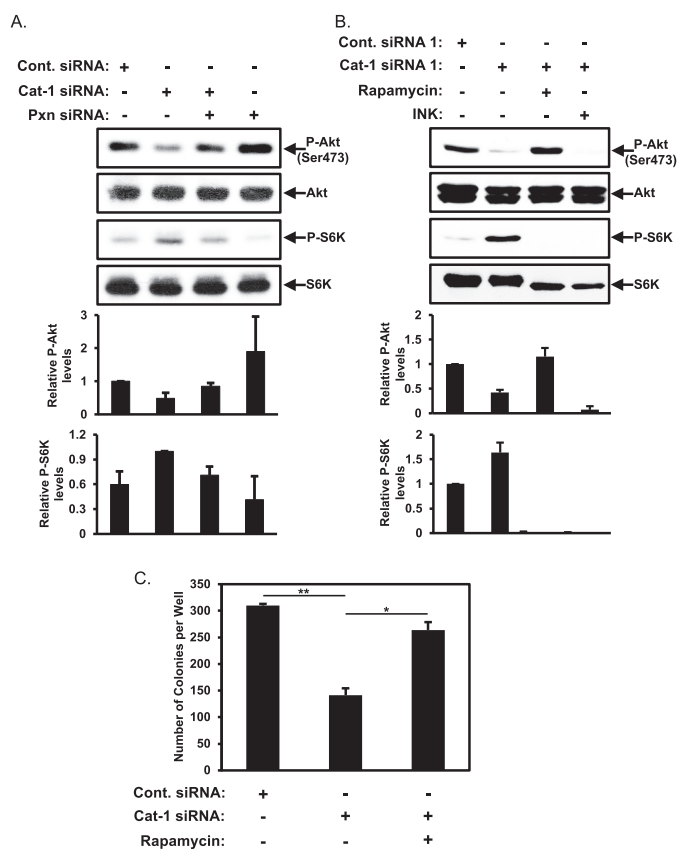 A.
Cont. siRNA: + - - -
Cat-1 siRNA: - + + -
Pxn siRNA: - - + +
P-Akt
(Ser473)
Akt
P-S6K
S6K
Relative P-Akt
levels
3
2
1
0
Relative P-S6K
levels
1.2
0.9
0.6
0.3
0
B.
Cont. siRNA 1: + - - -
Cat-1 siRNA 1: - + + +
Rapamycin: - - + -
INK: - - - +
P-Akt
(Ser473)
Akt
P-S6K
S6K
Relative P-Akt
levels
2
1.5
1
0.5
0
Relative P-S6K
levels
2
1.5
1
0.5
0
C.
Number of Colonies per Well
350
300
250
200
150
100
50
0
**
*
Cont. siRNA: + - -
Cat-1 siRNA: - + +
Rapamycin: - - +